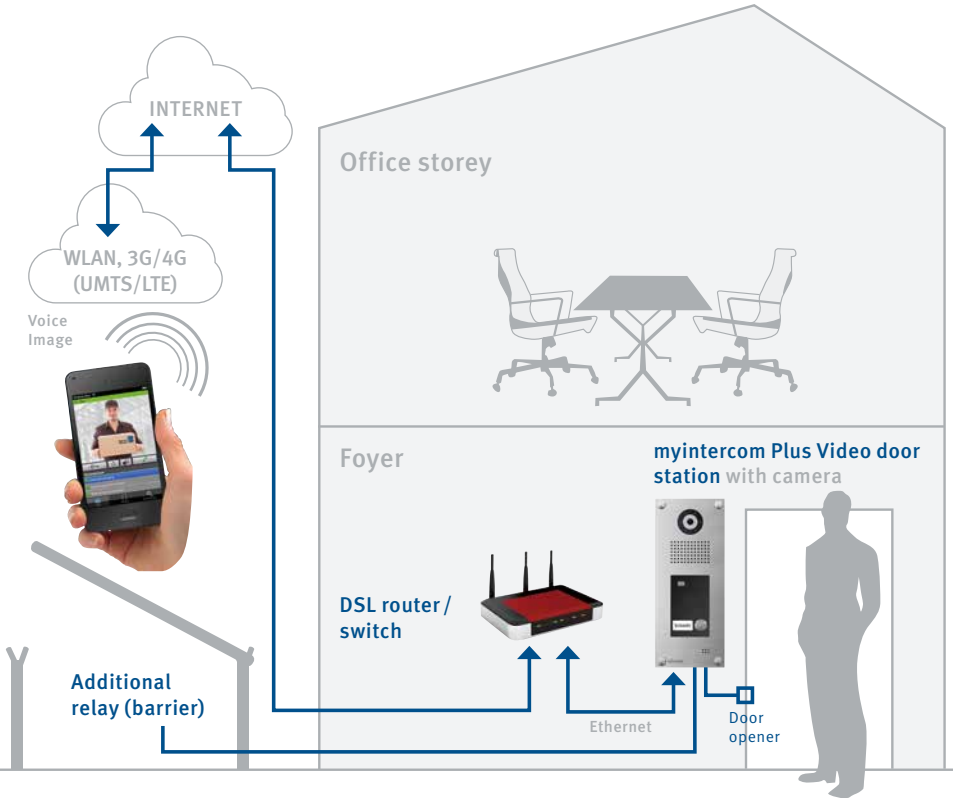 INTERNET
Office storey
WLAN, 3G/4G
(UMTS/LTE)
Voice
Image
Foyer
myintercom Plus Video door
station with camera
DSL router /
switch
Additional
relay (barrier)
Ethernet
Door
opener